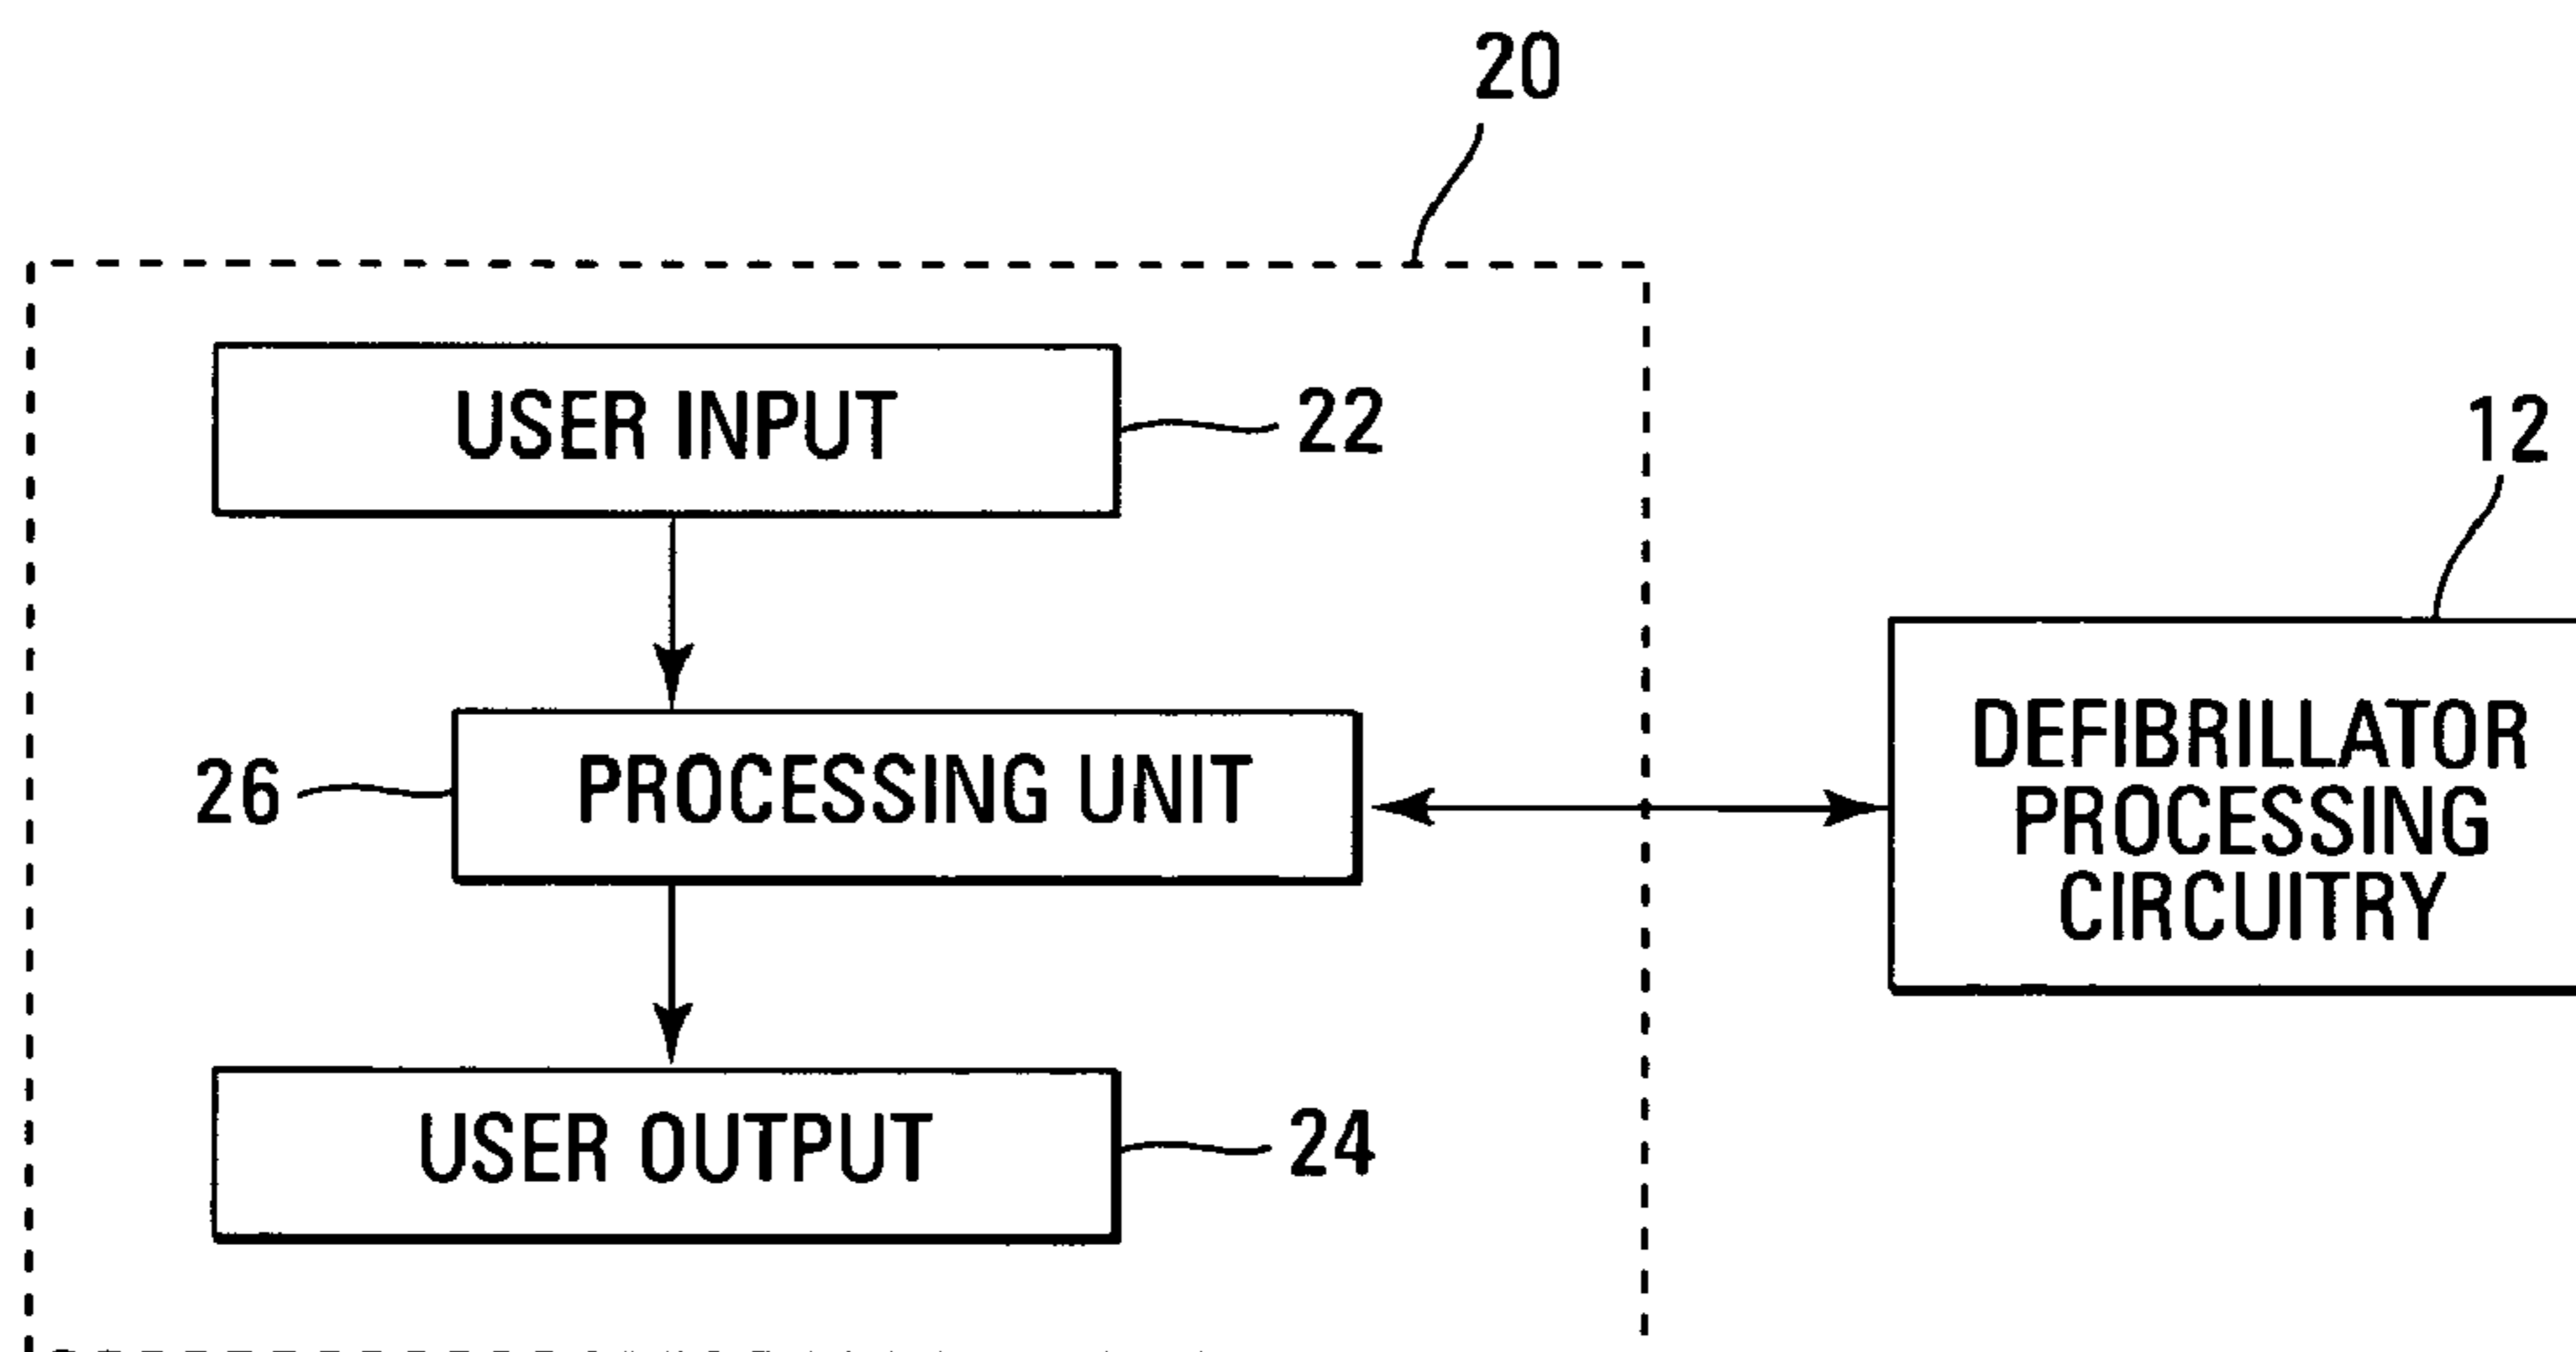 20
USER INPUT
22
12
26
PROCESSING UNIT
DEFIBRILLATOR
PROCESSING
CIRCUITRY
USER OUTPUT
24